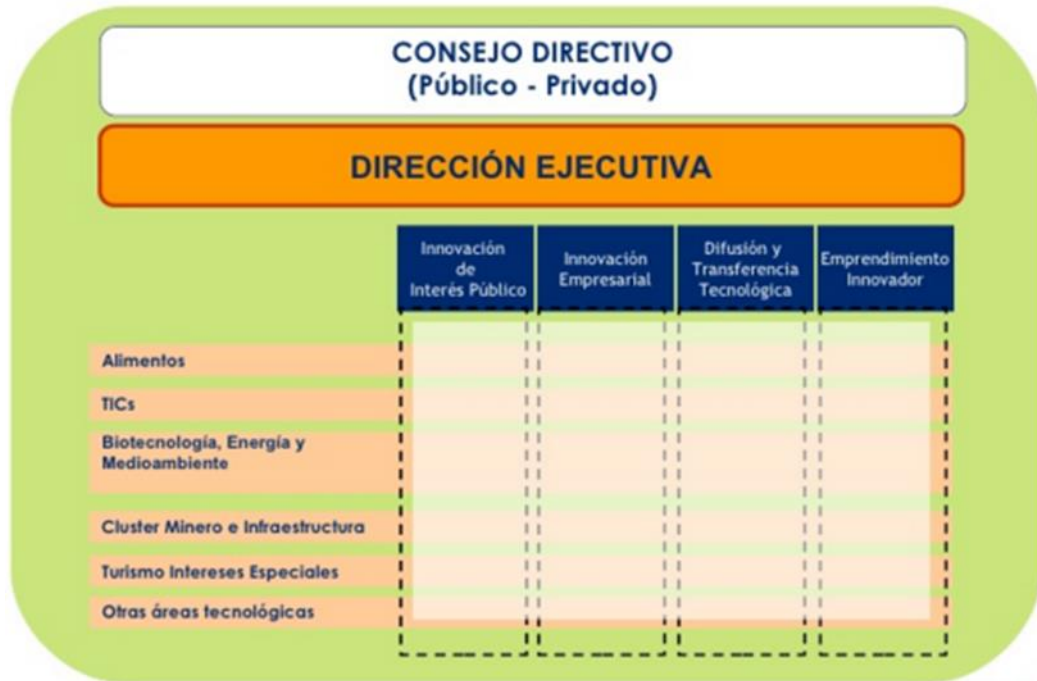 CONSEJO DIRECTIVO
(Público - Privado)
DIRECCIÓN EJECUTIVA
Innovación
de
Interés Público
Innovación
Empresarial
Difusión y
Transferencia
Tecnológica
Emprendimiento
Innovador
Alimentos
TICs
Biotecnología, Energía y
Medioambiente
Cluster Minero e Infraestructura
Turismo Intereses Especiales
Otras áreas tecnológicas